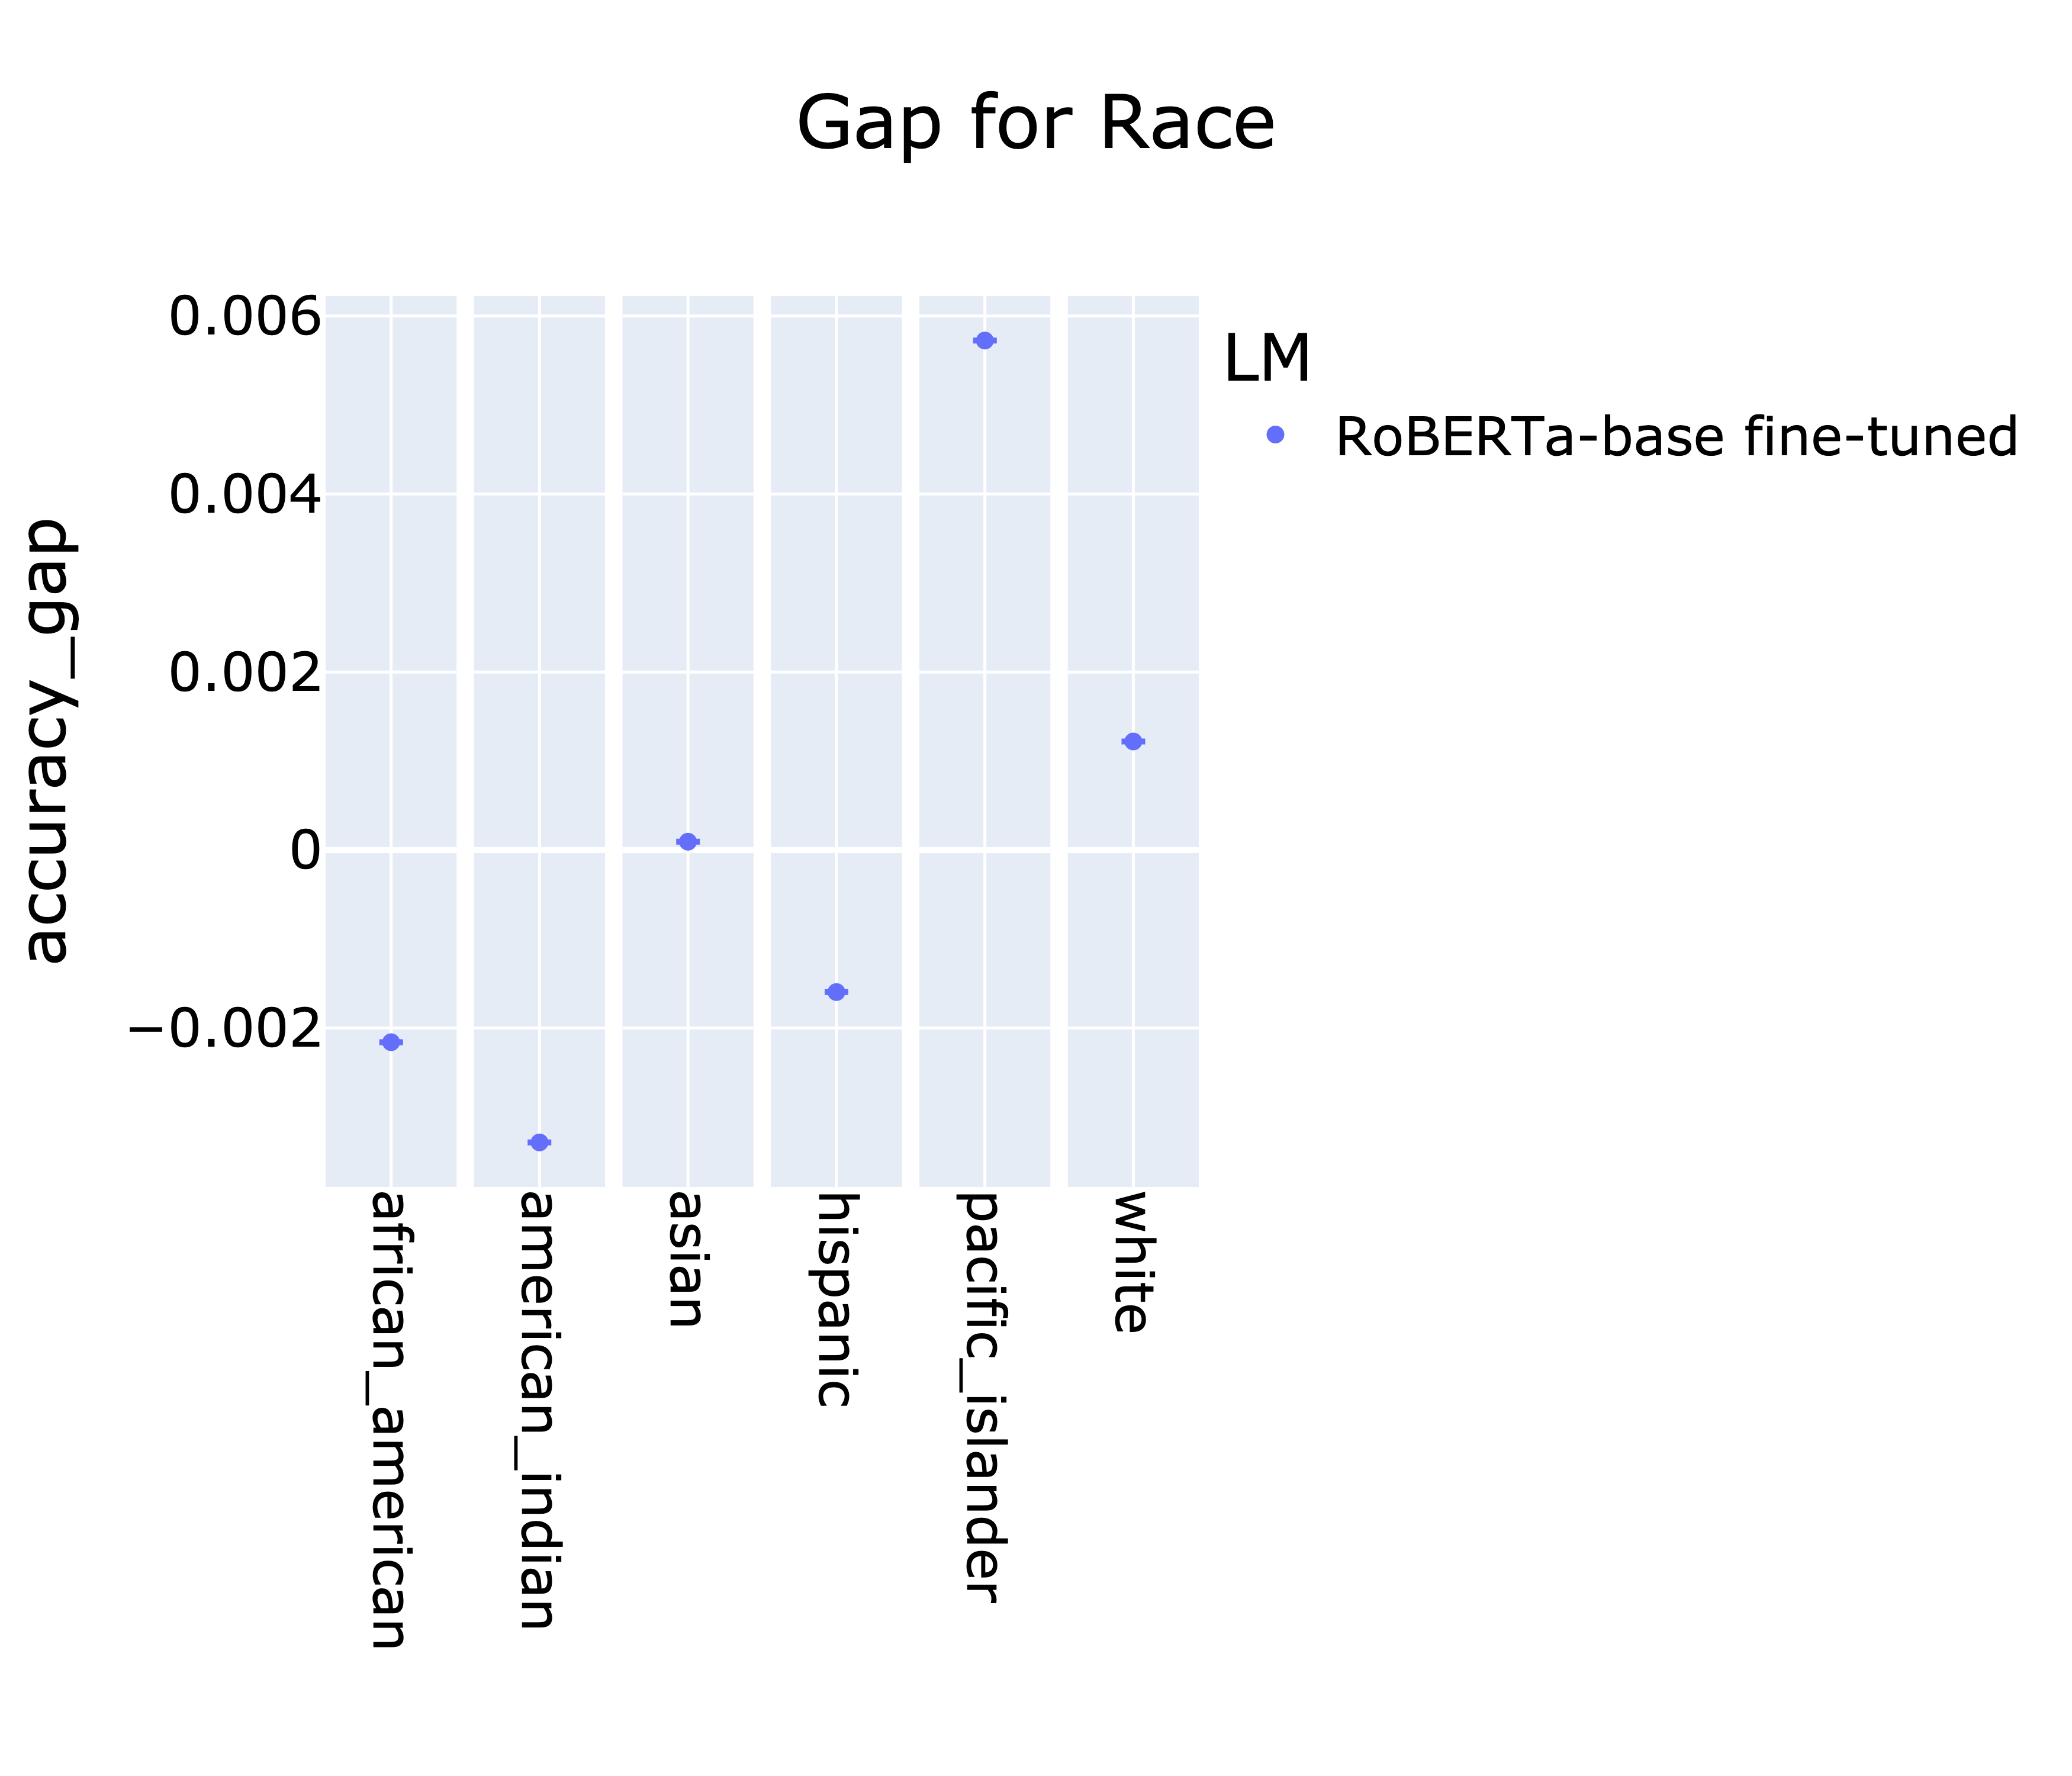 Gap for Race
accuracy_gap
0.006
0.004
0.002
0
−0.002
african_american
american_indian
asian
hispanic
pacific_islander
white
LM
RoBERTa-base fine-tuned